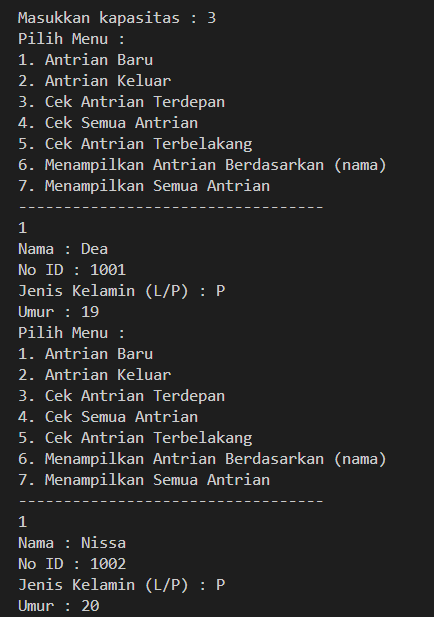 Masukkan kapasitas : 3
Pilih Menu :
1. Antrian Baru
2. Antrian Keluar
3. Cek Antrian Terdepan
4. Cek Semua Antrian
5. Cek Antrian Terbelakang
6. Menampilkan Antrian Berdasarkan (nama)
7. Menampilkan Semua Antrian
----------------------------------
1
Nama : Dea
No ID : 1001
Jenis Kelamin (L/P) : P
Umur : 19
Pilih Menu :
1. Antrian Baru
2. Antrian Keluar
3. Cek Antrian Terdepan
4. Cek Semua Antrian
5. Cek Antrian Terbelakang
6. Menampilkan Antrian Berdasarkan (nama)
7. Menampilkan Semua Antrian
----------------------------------
1
Nama : Nissa
No ID : 1002
Jenis Kelamin (L/P) : P
Umur : 20